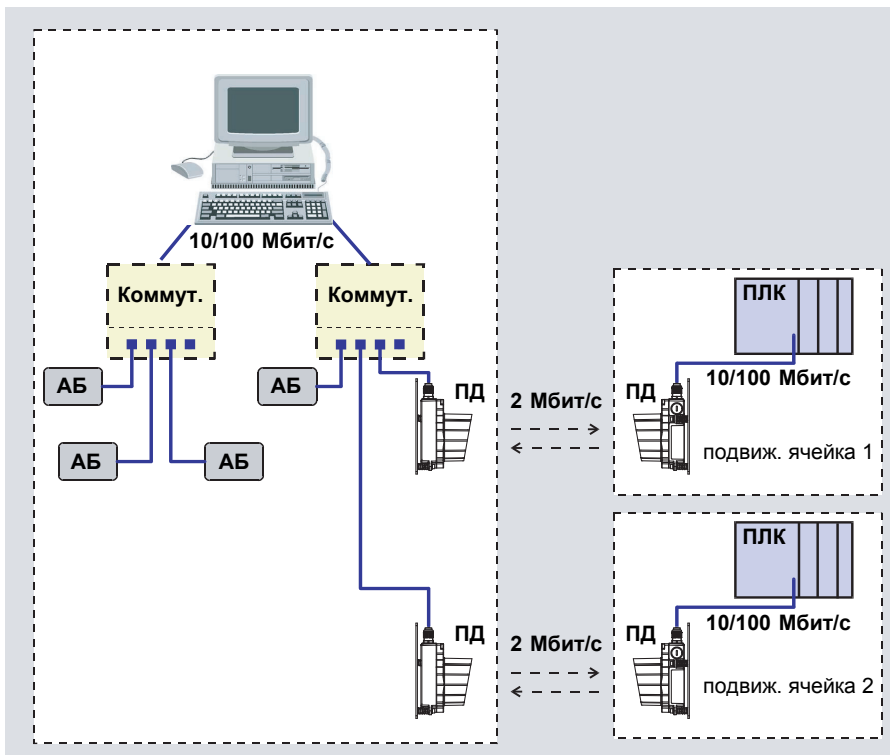 10/100 Мбит/с
Коммут.
Коммут.
АБ
АБ
АБ
АБ
ПД
2 Мбит/с
ПД
ПЛК
10/100 Мбит/с
подвиж. ячейка 1
ПД
2 Мбит/с
ПД
ПЛК
10/100 Мбит/с
подвиж. ячейка 2